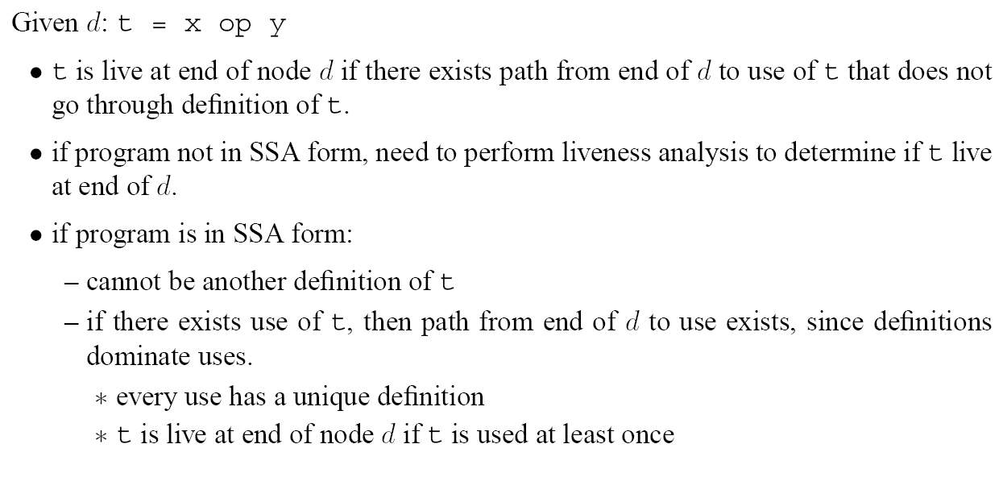 Given d: t = x op y
• t is live at end of node d if there exists path from end of d to use of t that does not
go through definition of t.
• if program not in SSA form, need to perform liveness analysis to determine if t live
at end of d.
• if program is in SSA form:
– cannot be another definition of t
– if there exists use of t, then path from end of d to use exists, since definitions
dominate uses.
∗ every use has a unique definition
∗ t is live at end of node d if t is used at least once